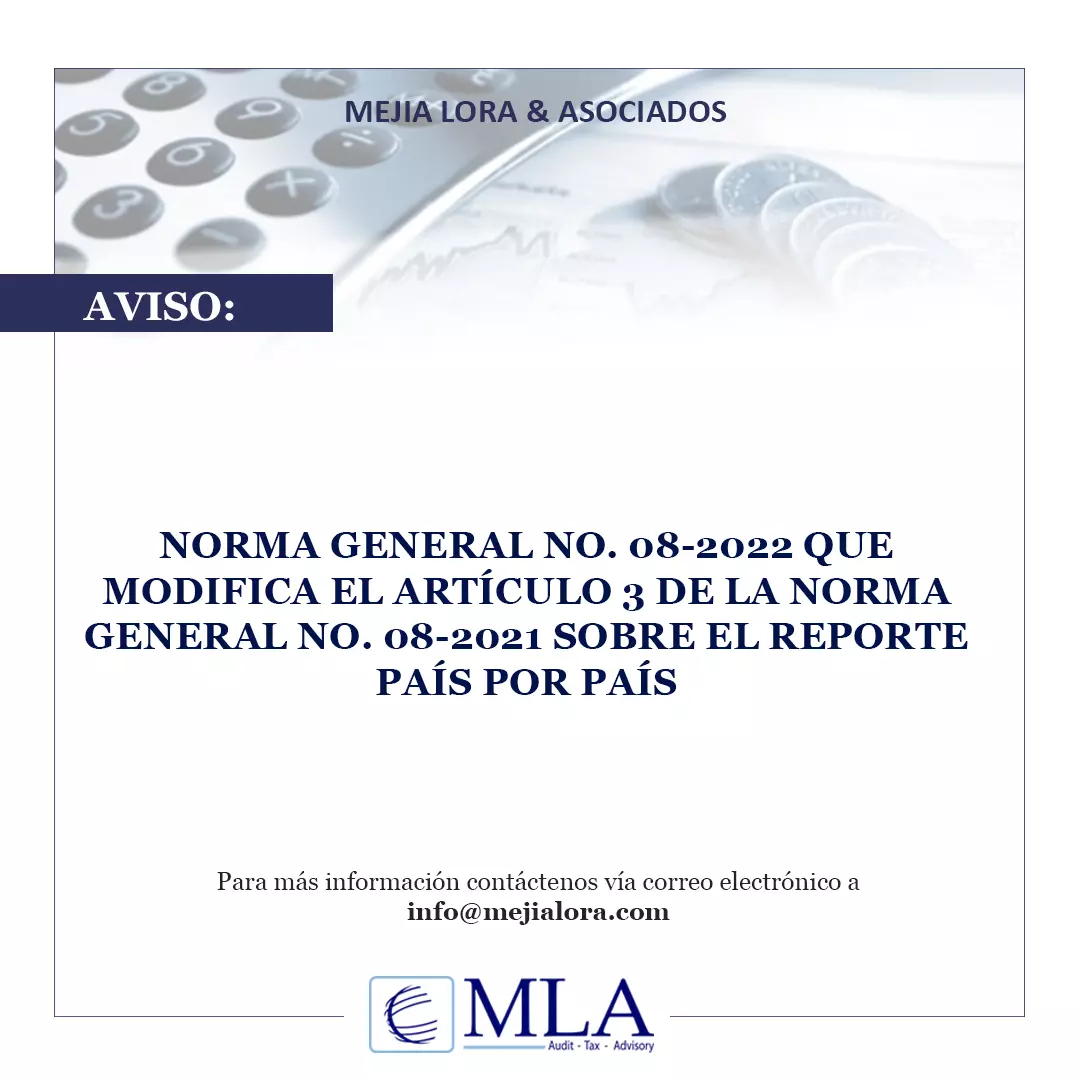 MEJIA LORA & ASOCIADOS
AVISO:
NORMA GENERAL NO. 08-2022 QUE
MODIFICA EL ARTÍCULO 3 DE LA NORMA
GENERAL NO. 08-2021 SOBRE EL REPORTE
PAÍS POR PAÍS
Para más información contáctenos vía correo electrónico a
info@mejialora.com
MLA
Audit - Tax - Advisory